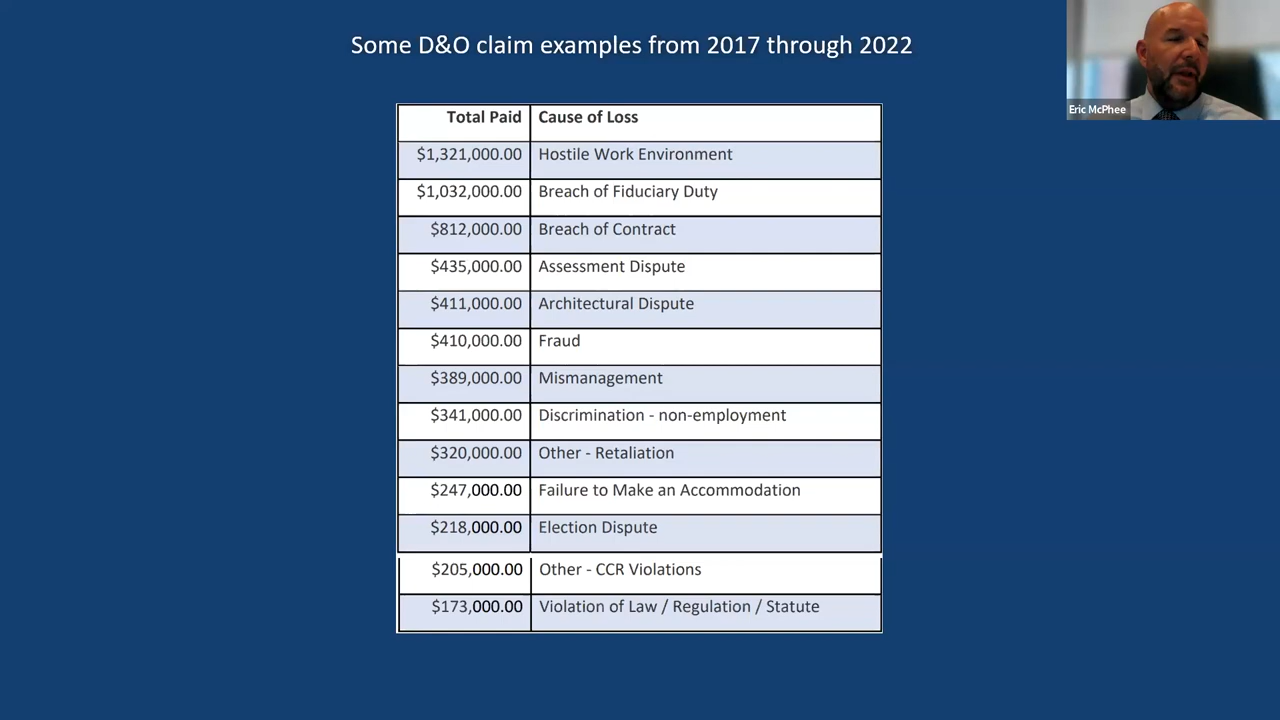 Some D&O claim examples from 2017 through 2022
Eric McPhee
Total Paid Cause of Loss
$1,321,000.00 Hostile Work Environment
$1,032,000.00 Breach of Fiduciary Duty
$812,000.00 Breach of Contract
$435,000.00 Assessment Dispute
$411,000.00 Architectural Dispute
$410,000.00 Fraud
$389,000.00 Mismanagement
$341,000.00 Discrimination - non-employment
$320,000.00 Other - Retaliation
$247,000.00 Failure to Make an Accommodation
$218,000.00 Election Dispute
$205,000.00 Other - CCR Violations
$173,000.00 Violation of Law / Regulation / Statute